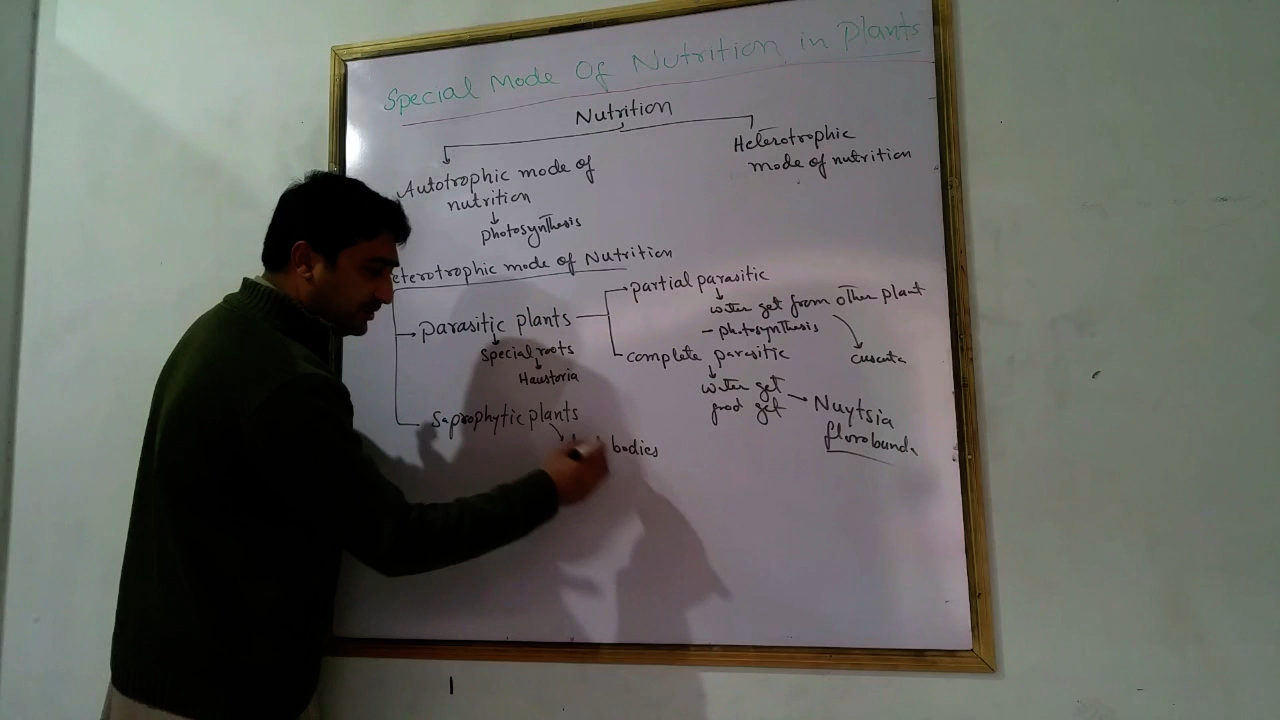 Special Mode Of Nutrition in Plants
Nutrition
Autotrophic mode of
nutrition
photosynthesis
Heterotrophic
mode of nutrition
eterotrophic mode of Nutrition
parasitic plants
Special roots
Haustoria
partial parasitic
water get from other plant
- photosynthesis
cuscuta
complete parasitic
water get
food get
Nuytsia
florobunda
Saprophytic plants
bodies